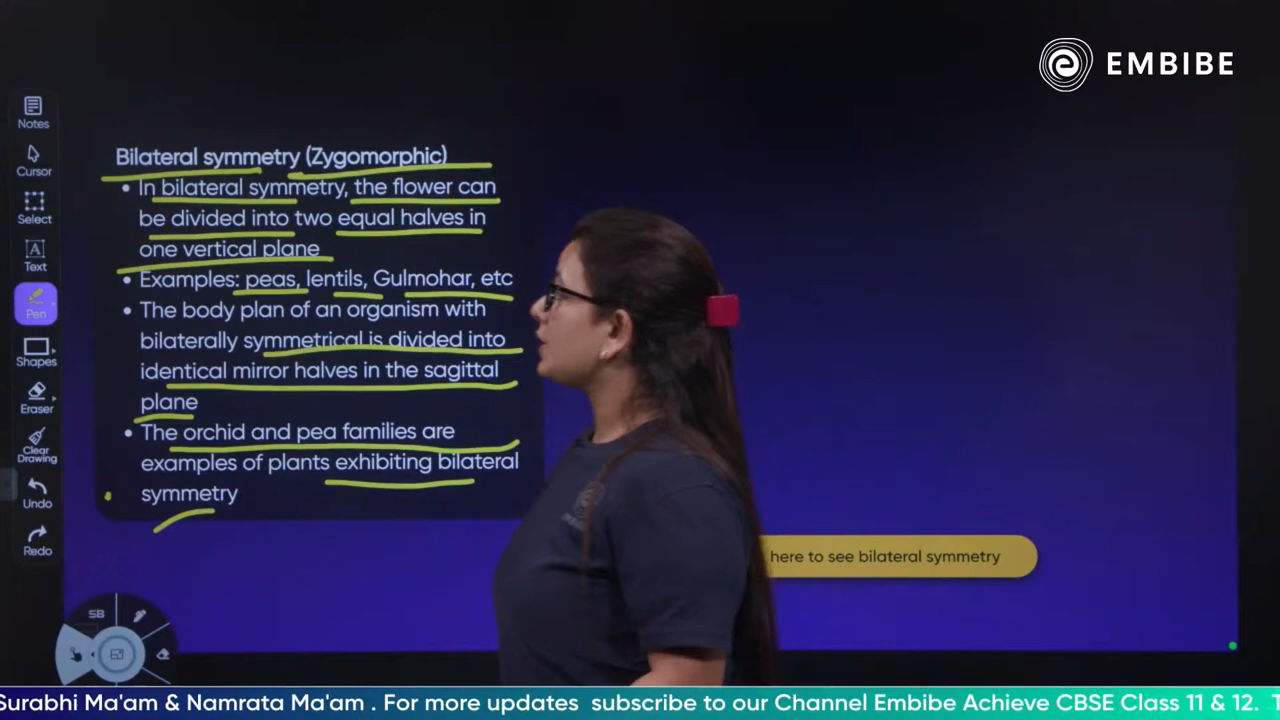 EMBIBE
Notes
Cursor
Select
A
Text
Pen
Shapes
Eraser
Clear
Drawing
Undo
Redo
Bilateral symmetry (Zygomorphic)
• In bilateral symmetry, the flower can
be divided into two equal halves in
one vertical plane
• Examples: peas, lentils, Gulmohar, etc
• The body plan of an organism with
bilaterally symmetrical is divided into
identical mirror halves in the sagittal
plane
• The orchid and pea families are
examples of plants exhibiting bilateral
symmetry
here to see bilateral symmetry
SB
Surabhi Ma'am & Namrata Ma'am . For more updates subscribe to our Channel Embibe Achieve CBSE Class 11 & 12. T